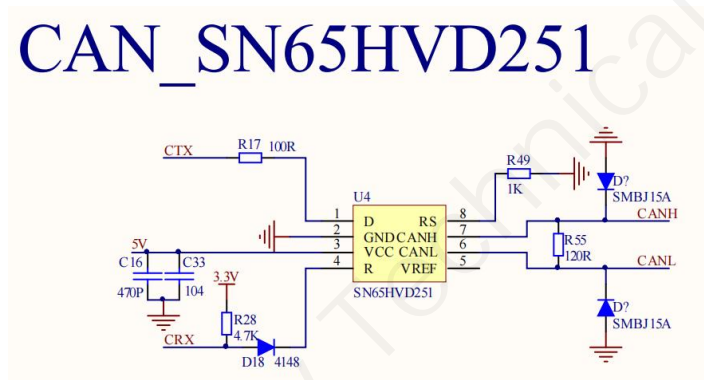 CAN_SN65HVD251
CTX
R17 100R
R49
1K
D?
SMBJ15A
CANH
U4
1 D RS 8
2 GND CANH 7
3 VCC CANL 6
4 R VREF 5
SN65HVD251
R55
120R
CANL
5V
C16 C33
470P 104
3.3V
R28
4.7K
CRX
D18 4148
D?
SMBJ15A
Technical